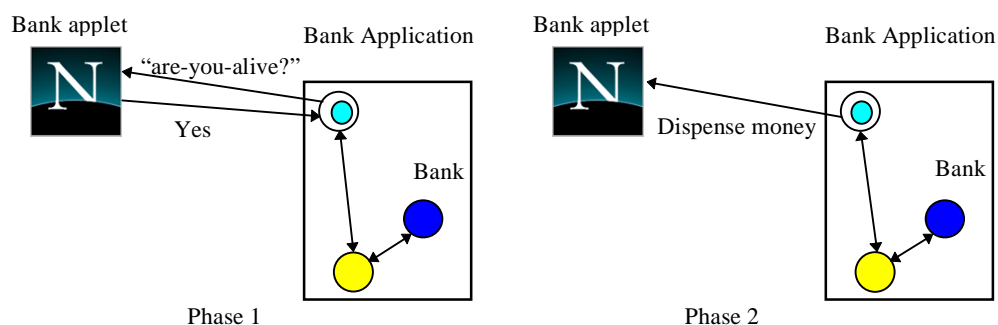 Bank applet
Bank Application
N
“are-you-alive?”
Yes
Bank
Phase 1
Bank applet
Bank Application
N
Dispense money
Bank
Phase 2